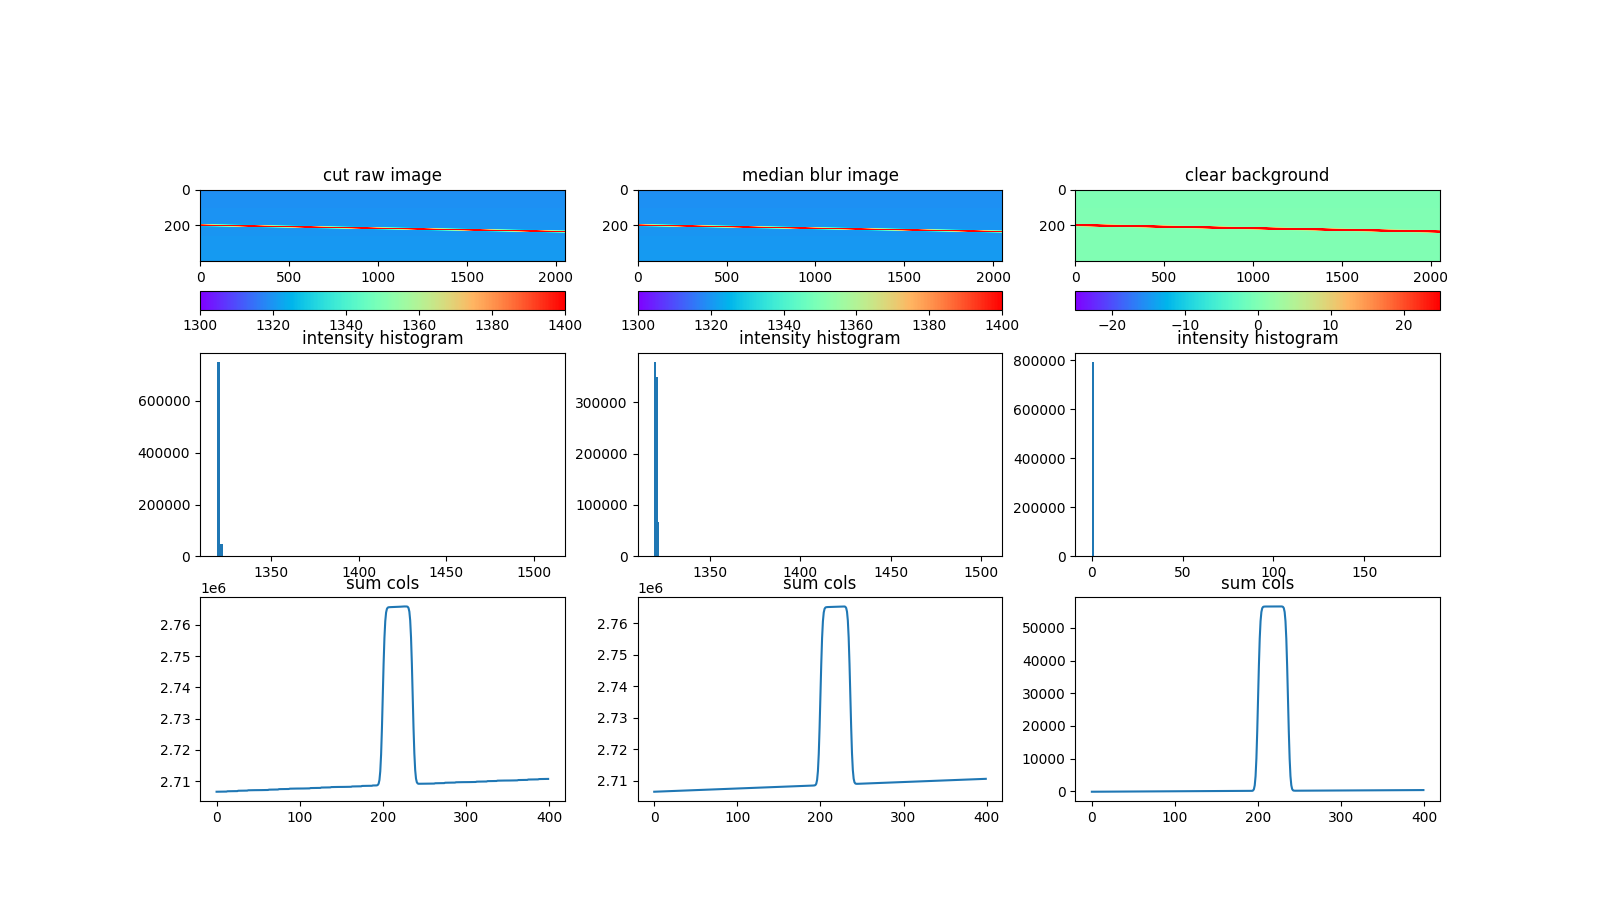 cut raw image
median blur image
clear background
0
200
0 500 1000 1500 2000
0
200
0 500 1000 1500 2000
0
200
0 500 1000 1500 2000
1300 1320 1340 1360 1380 1400
1300 1320 1340 1360 1380 1400
−20 −10 0 10 20
intensity histogram
intensity histogram
intensity histogram
600000
400000
200000
0
1350 1400 1450 1500
300000
200000
100000
0
1350 1400 1450 1500
800000
600000
400000
200000
0
0 50 100 150
sum cols
sum cols
sum cols
1e6
2.76
2.75
2.74
2.73
2.72
2.71
0 100 200 300 400
1e6
2.76
2.75
2.74
2.73
2.72
2.71
0 100 200 300 400
50000
40000
30000
20000
10000
0
0 100 200 300 400